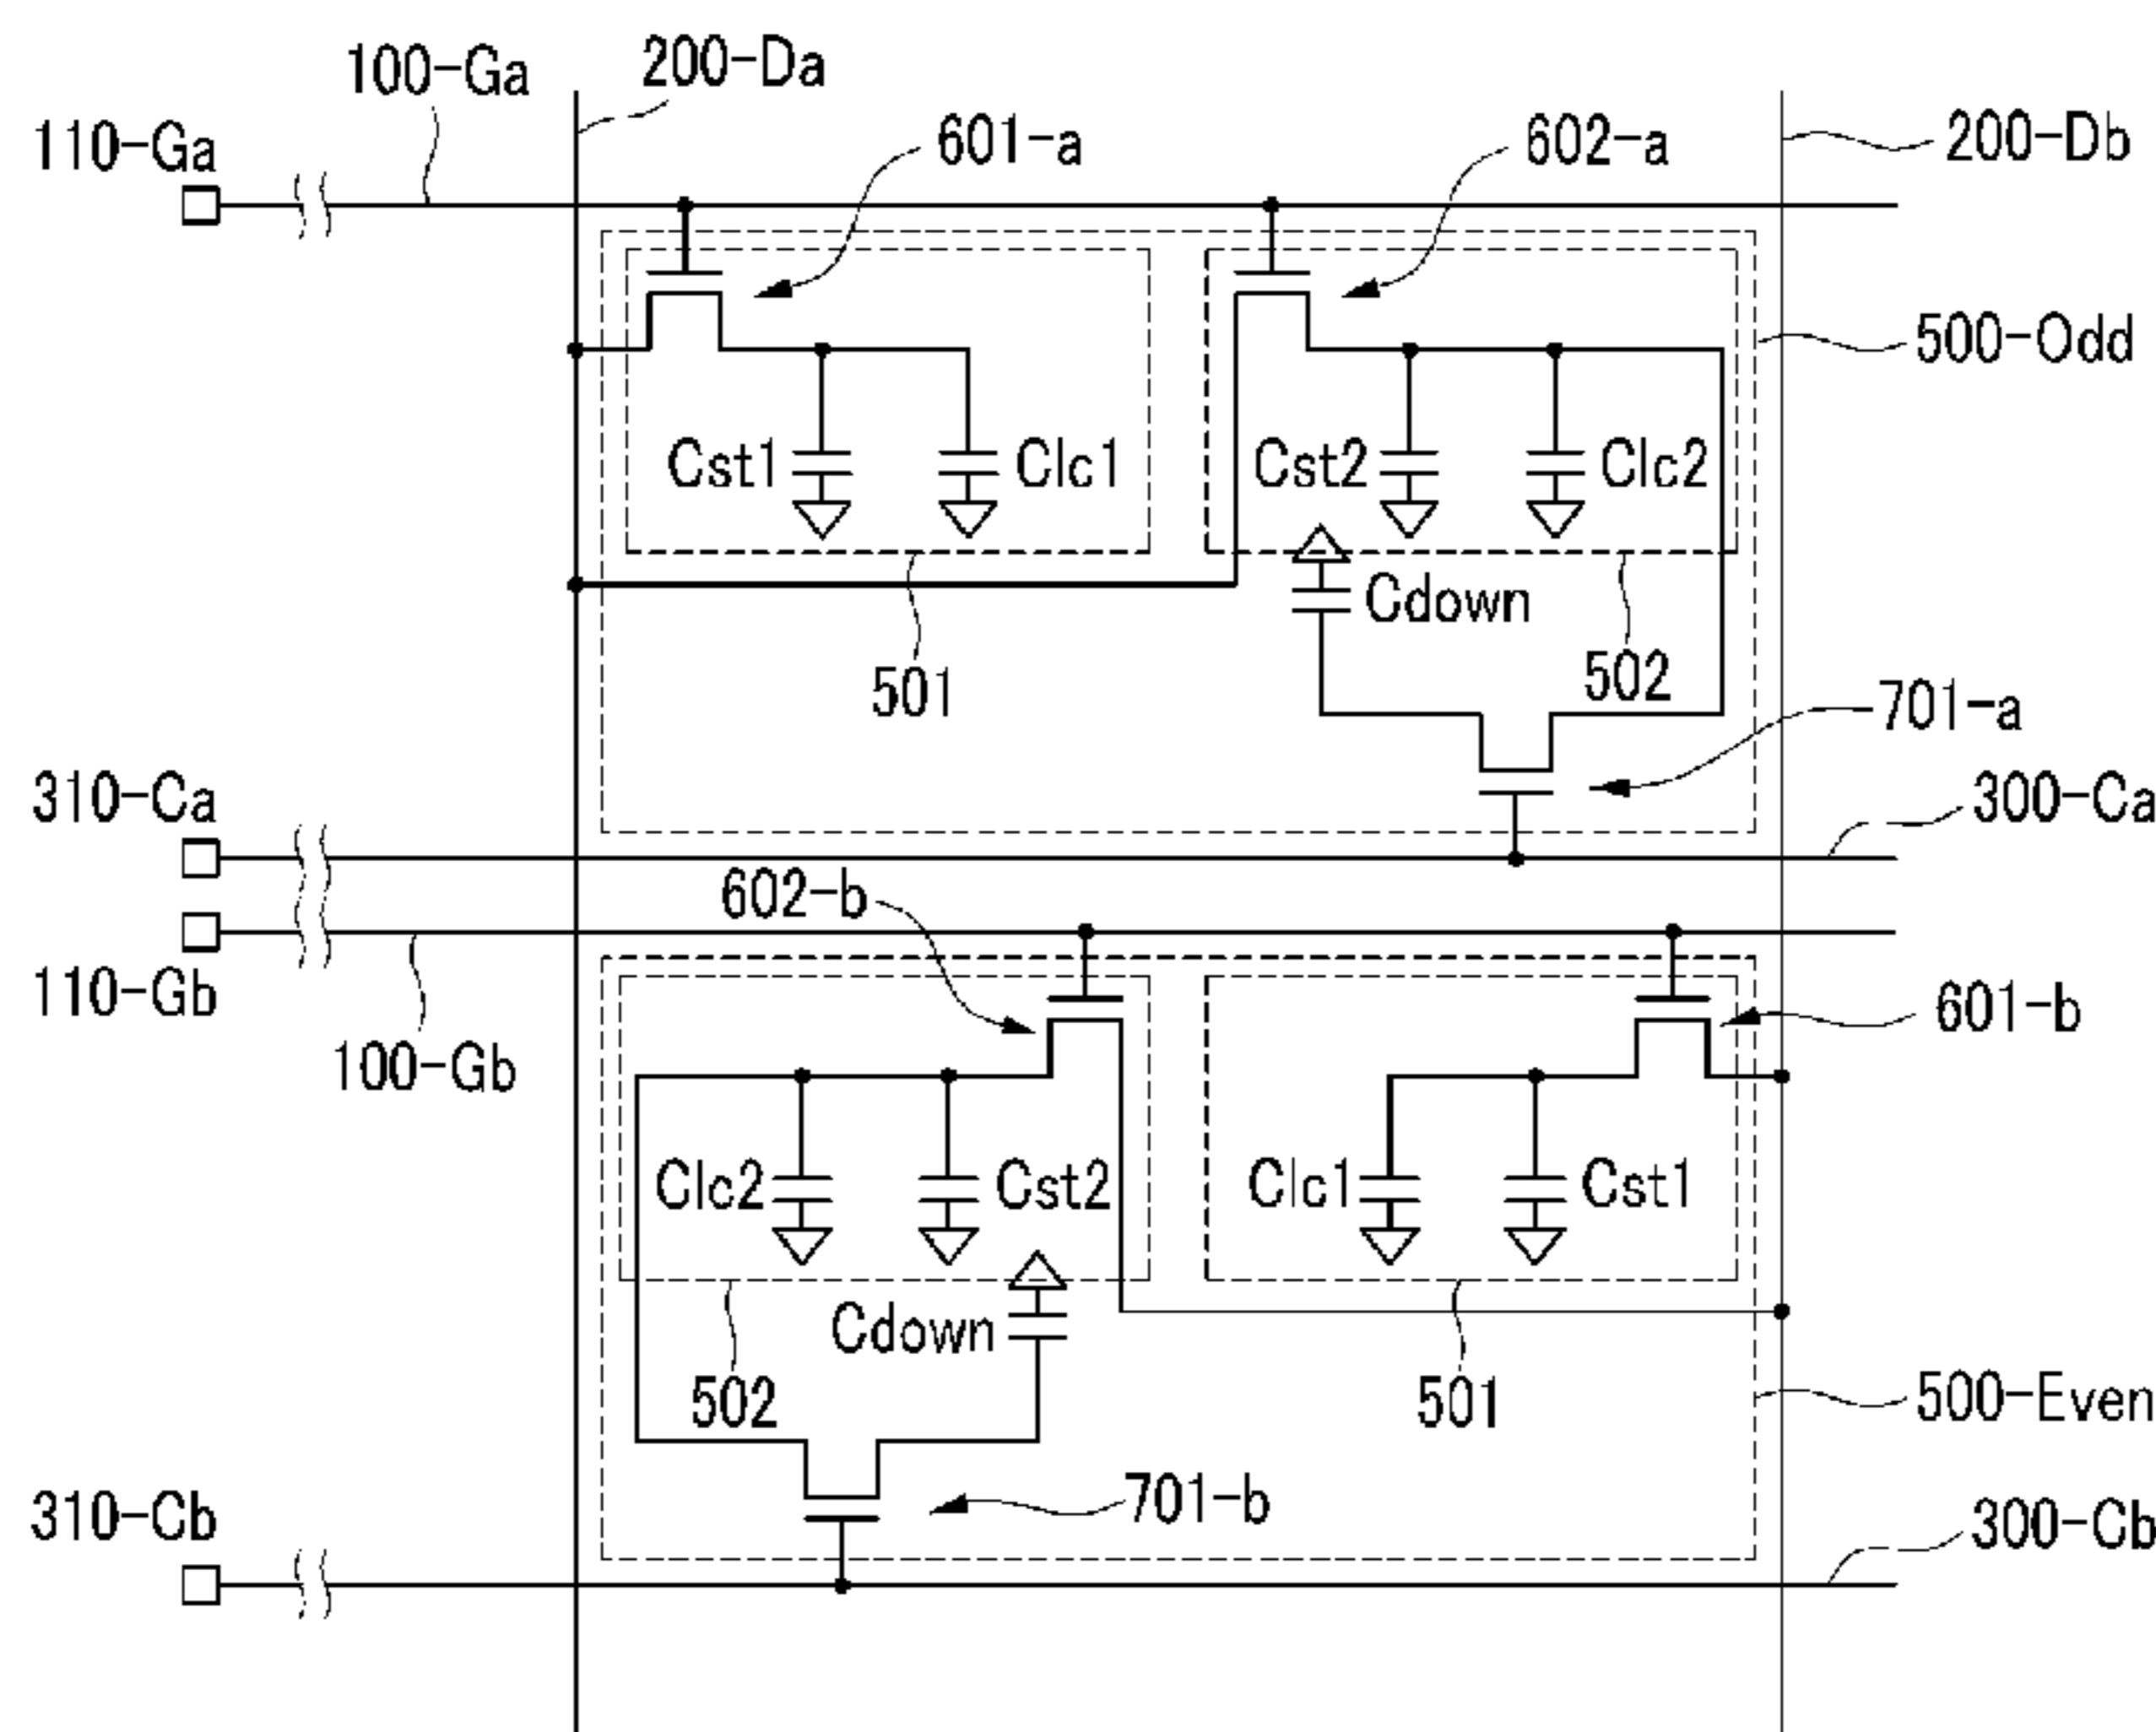 200-Da
100-Ga
110-Ga
601-a
602-a
200-Db
500-Odd
Cst1
Clc1
Cst2
Clc2
Cdown
501
502
701-a
310-Ca
300-Ca
602-b
110-Gb
601-b
100-Gb
Clc2
Cst2
Clc1
Cst1
Cdown
502
501
500-Even
701-b
310-Cb
300-Cb